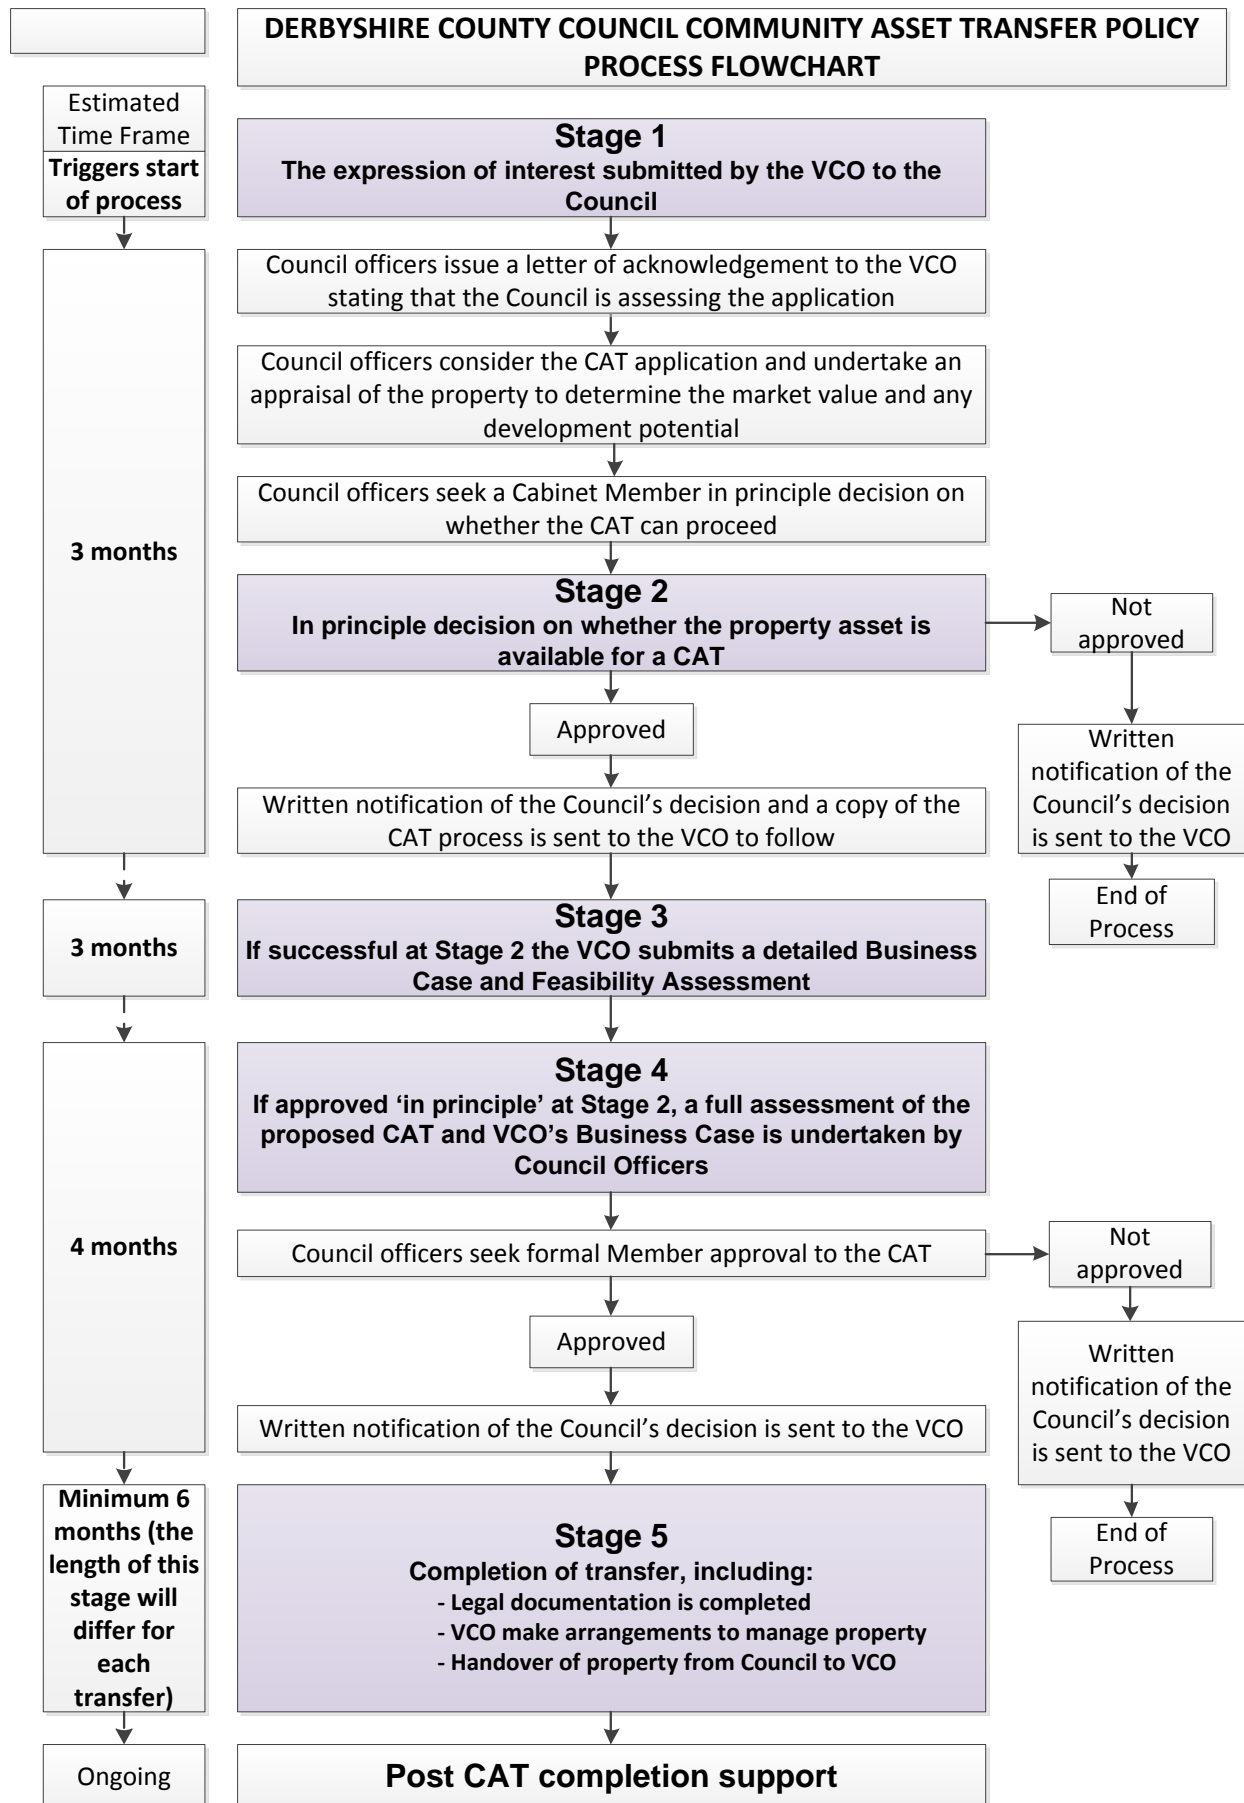 DERBYSHIRE COUNTY COUNCIL COMMUNITY ASSET TRANSFER POLICY
PROCESS FLOWCHART
Estimated
Time Frame
Triggers start
of process
Stage 1
The expression of interest submitted by the VCO to the
Council
Council officers issue a letter of acknowledgement to the VCO
stating that the Council is assessing the application
Council officers consider the CAT application and undertake an
appraisal of the property to determine the market value and any
development potential
Council officers seek a Cabinet Member in principle decision on
whether the CAT can proceed
3 months
Stage 2
In principle decision on whether the property asset is
available for a CAT
Not
approved
Written
notification of the
Council's decision
is sent to the VCO
End of
Process
Approved
Written notification of the Council's decision and a copy of the
CAT process is sent to the VCO to follow
3 months
Stage 3
If successful at Stage 2 the VCO submits a detailed Business
Case and Feasibility Assessment
4 months
Stage 4
If approved ‘in principle’ at Stage 2, a full assessment of the
proposed CAT and VCO's Business Case is undertaken by
Council Officers
Council officers seek formal Member approval to the CAT
Not
approved
Written
notification of the
Council's decision
is sent to the VCO
End of
Process
Approved
Written notification of the Council's decision is sent to the VCO
Minimum 6
months (the
length of this
stage will
differ for
each
transfer)
Stage 5
Completion of transfer, including:
- Legal documentation is completed
- VCO make arrangements to manage property
- Handover of property from Council to VCO
Ongoing
Post CAT completion support